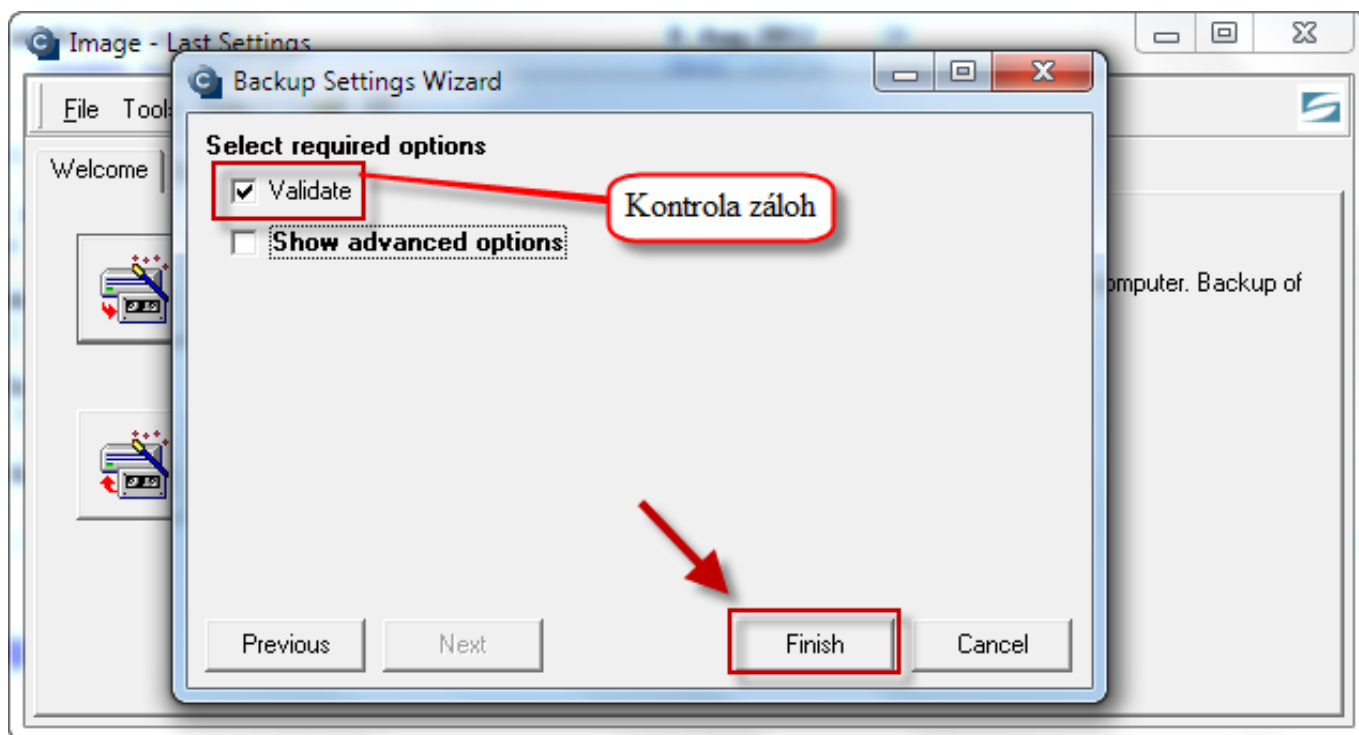 Image - Last Settings
Backup Settings Wizard
File Tool
Welcome
Select required options
Validate
Kontrola záloh
Show advanced options
omputer. Backup of
Previous
Next
Finish
Cancel